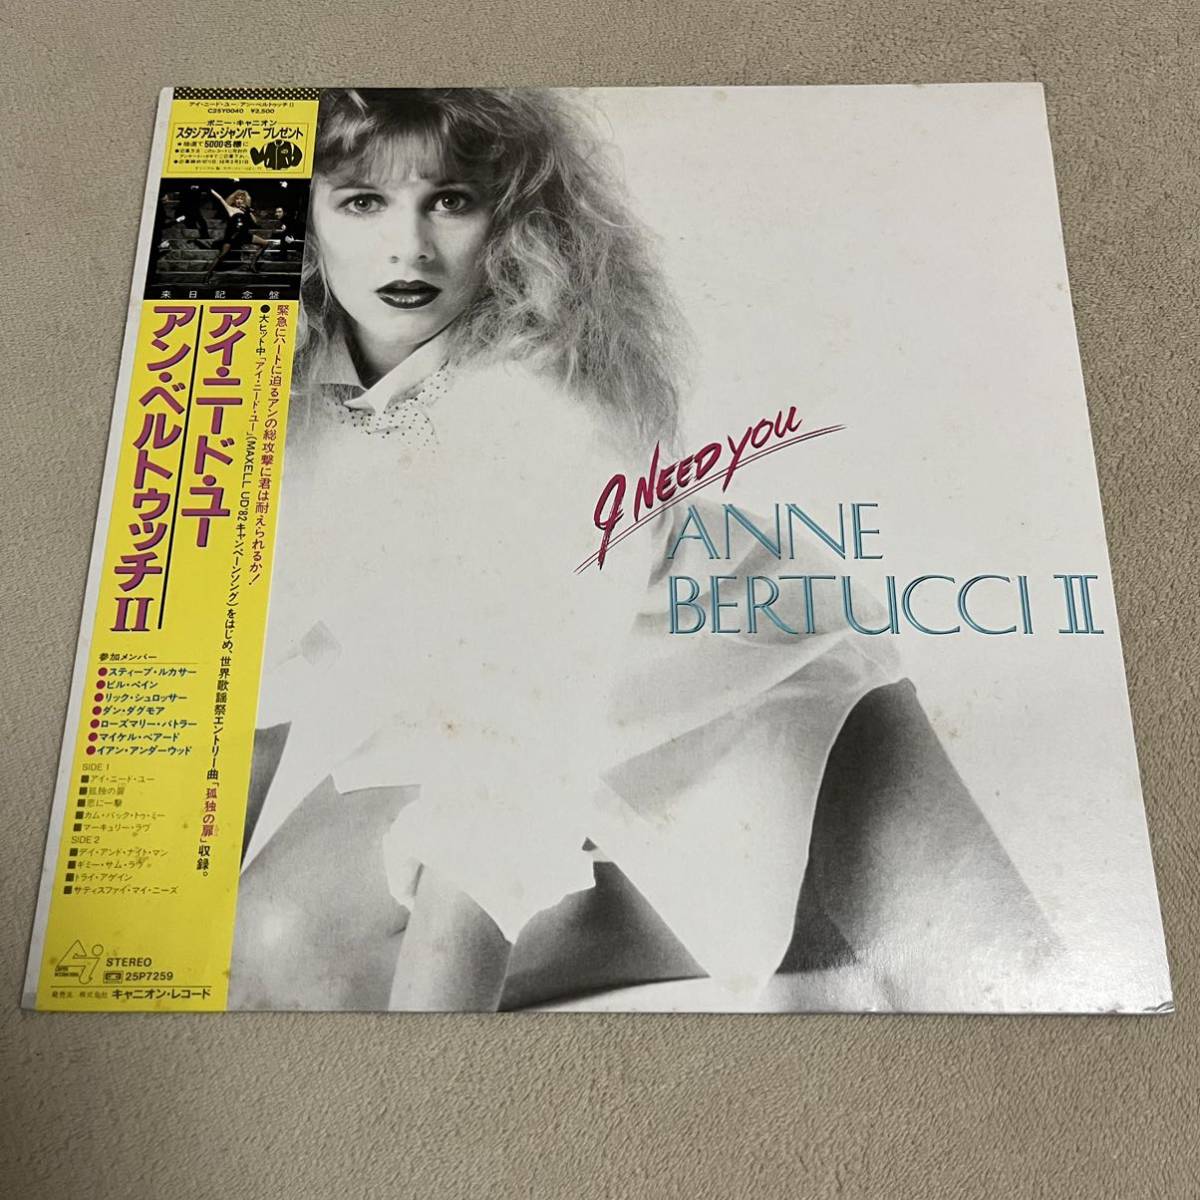 アイ・ニード・ユー/アン・ベルトゥッチII
C25Y0040 ¥2,500
ポニー・キャニオン
スタジアム・ジャンパー プレゼント
●抽選で5000名様に
来日記念盤
アイ・ニード・ユー
アン・ベルトゥッチII
緊急にハートに迫るアンの総攻撃に君は耐えられるか!
●大ヒット中「アイ・ニード・ユー」(MAXELL UD'82キャンペーンソング)をはじめ、世界歌謡祭エントリー曲「孤独の扉」収録。
参加メンバー
●スティーブ・ルカサー
●ビル・ペイン
●リック・シュロッサー
●ダン・ダグモア
●ローズマリー・バトラー
●マイケル・ベアード
●イアン・アンダーウッド
SIDE 1
■アイ・ニード・ユー
■孤独の扉
■恋に一撃
■カム・バック・トゥ・ミー
■マーキュリー・ラヴ
SIDE 2
■デイ・アンド・ナイト・マン
■ギミー・サム・ラヴ
■トライ・アゲイン
■サティスファイ・マイ・ニーズ
STEREO
25P7259
発売元 株式会社 キャニオン・レコード
I NEED YOU
ANNE
BERTUCCI II